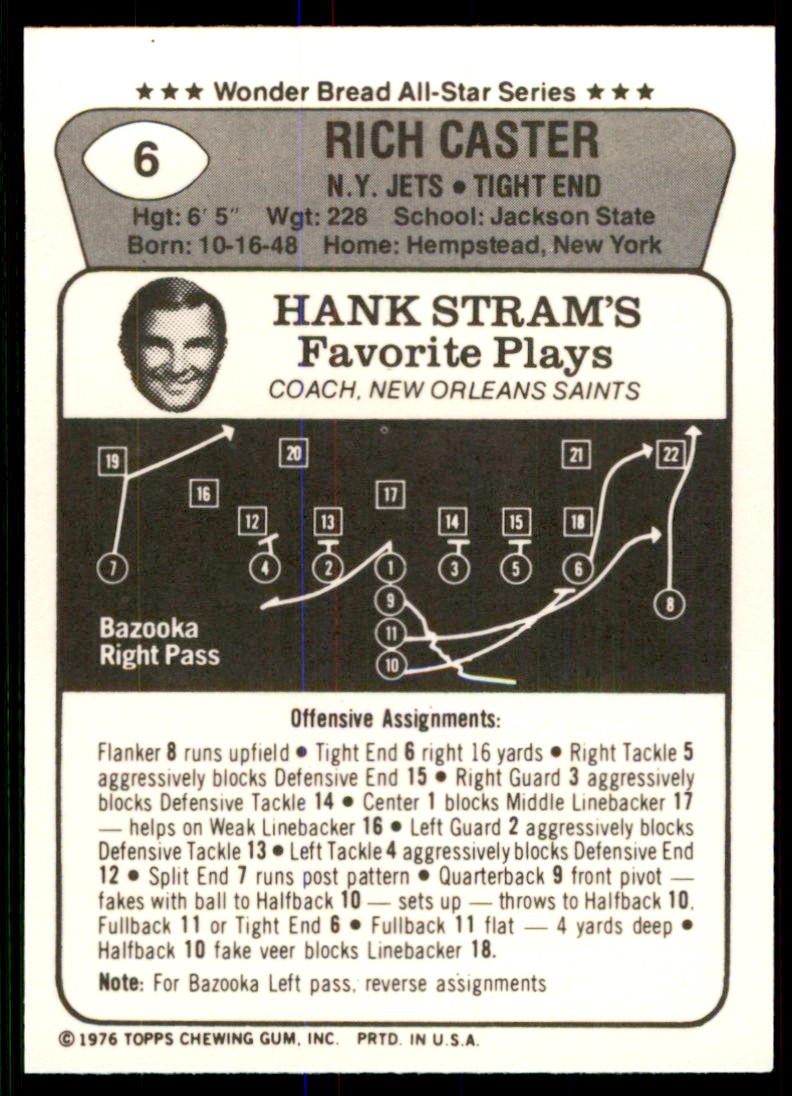 ★ ★ ★ Wonder Bread All-Star Series ★ ★ ★
6
RICH CASTER
N.Y. JETS • TIGHT END
Hgt: 6' 5" Wgt: 228 School: Jackson State
Born: 10-16-48 Home: Hempstead, New York
HANK STRAM'S
Favorite Plays
COACH, NEW ORLEANS SAINTS
19 20 21 22
16 17
12 13 14 15 18
7 4 2 1 3 5 6
9 8
11
10
Bazooka
Right Pass
Offensive Assignments:
Flanker 8 runs upfield • Tight End 6 right 16 yards • Right Tackle 5
aggressively blocks Defensive End 15 • Right Guard 3 aggressively
blocks Defensive Tackle 14 • Center 1 blocks Middle Linebacker 17
— helps on Weak Linebacker 16 • Left Guard 2 aggressively blocks
Defensive Tackle 13 • Left Tackle 4 aggressively blocks Defensive End
12 • Split End 7 runs post pattern • Quarterback 9 front pivot —
fakes with ball to Halfback 10 — sets up — throws to Halfback 10,
Fullback 11 or Tight End 6 • Fullback 11 flat — 4 yards deep •
Halfback 10 fake veer blocks Linebacker 18.
Note: For Bazooka Left pass, reverse assignments
© 1976 TOPPS CHEWING GUM, INC. PRTD. IN U.S.A.